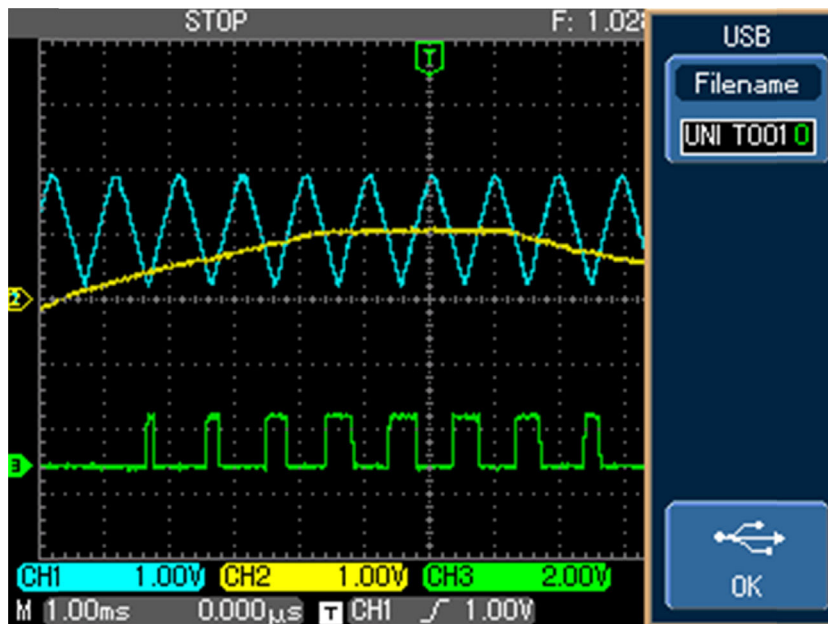 STOP
F: 1.028
USB
T
Filename
UNI T001 0
2
3
OK
CH1 1.00V CH2 1.00V CH3 2.00V
M 1.00ms 0.000µs T CH1 1.00V